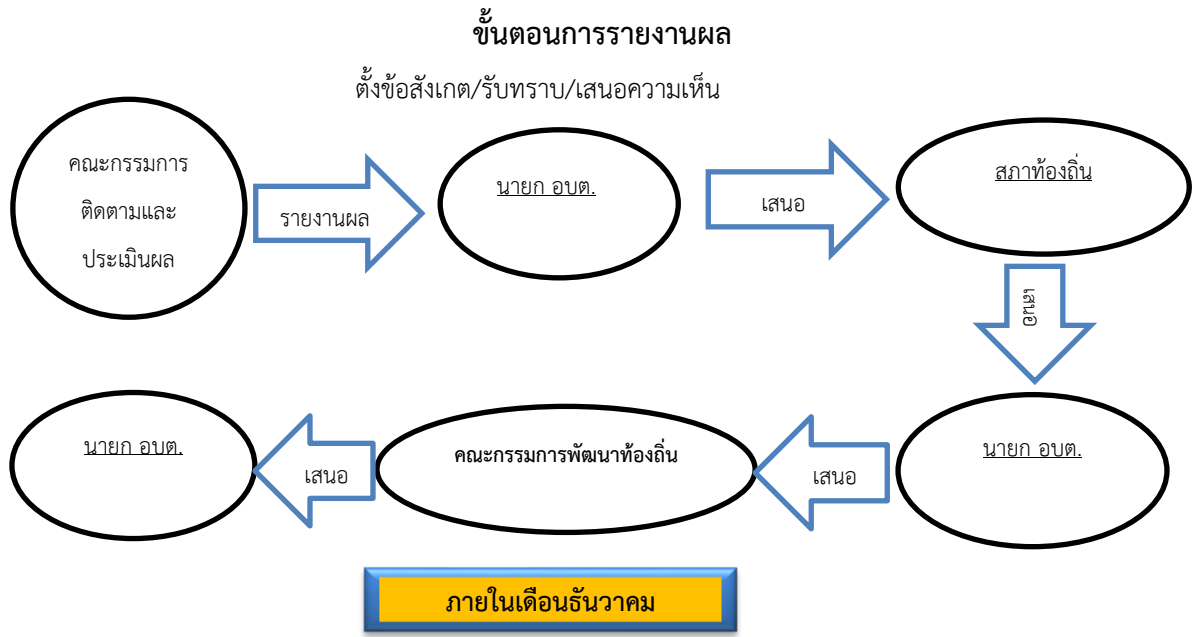 ขั้นตอนการรายงานผล
ตั้งข้อสังเกต/รับทราบ/เสนอความเห็น
คณะกรรมการ
ติดตามและ
ประเมินผล
รายงานผล
นายก อบต.
เสนอ
สภาท้องถิ่น
เสนอ
นายก อบต.
เสนอ
คณะกรรมการพัฒนาท้องถิ่น
เสนอ
นายก อบต.
ภายในเดือนธันวาคม